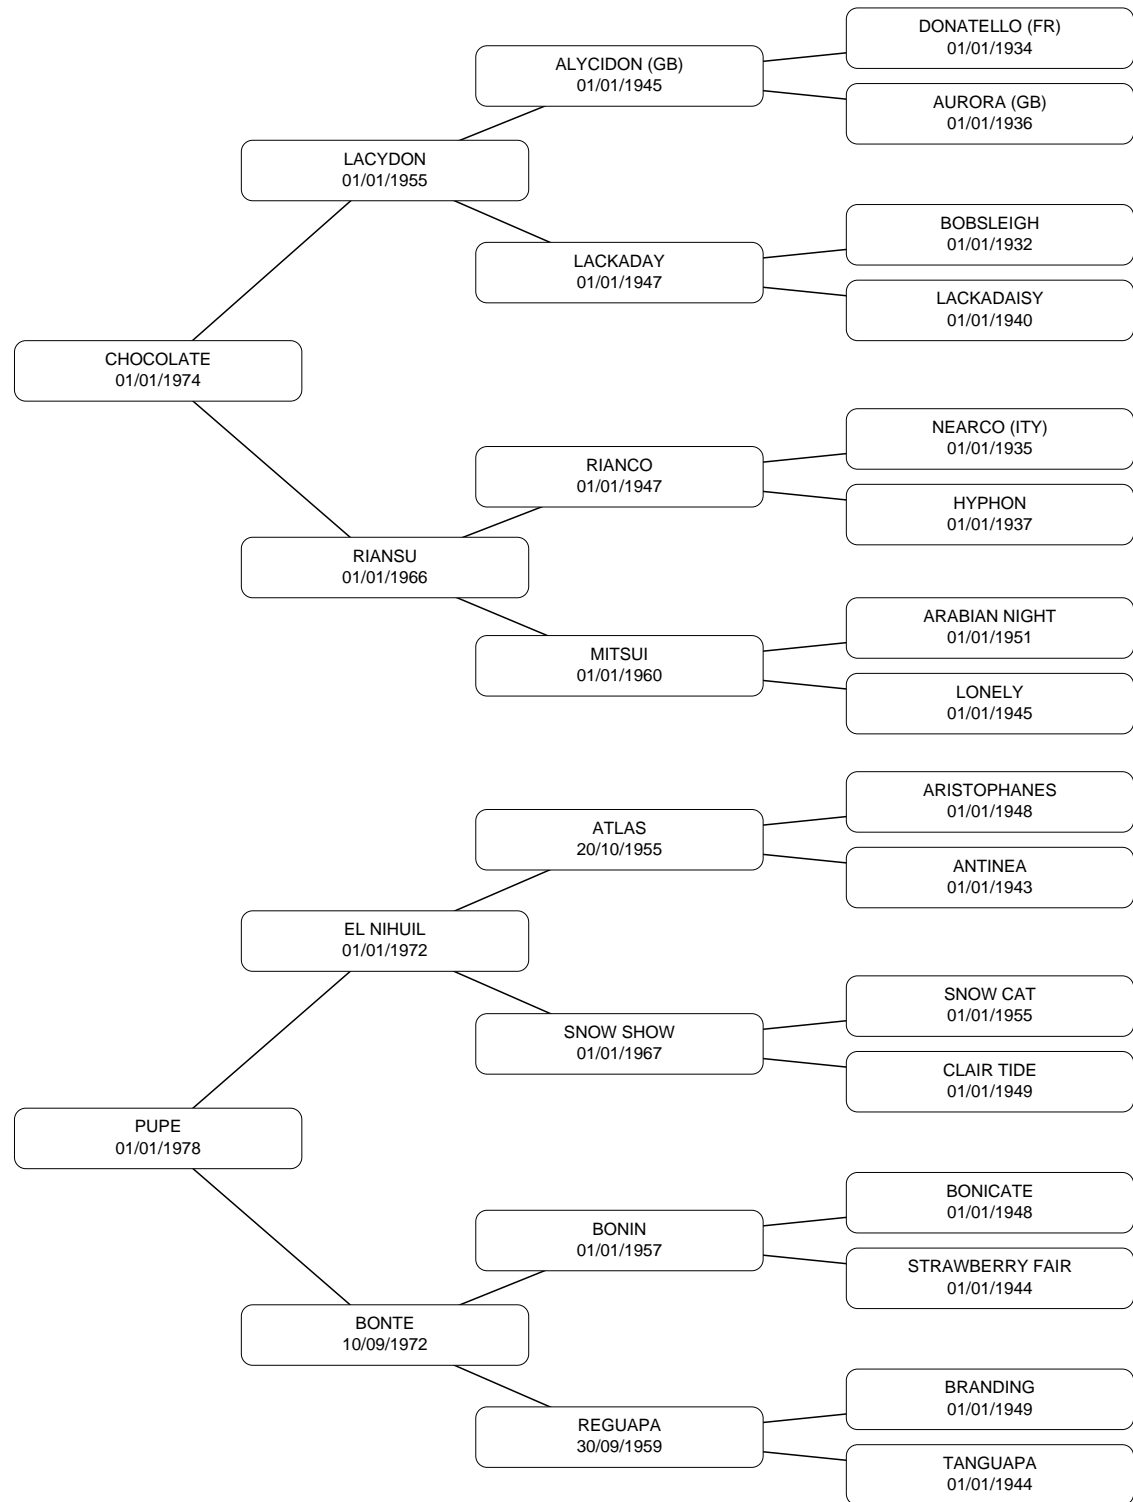 DONATELLO (FR)
01/01/1934
ALYCIDON (GB)
01/01/1945
AURORA (GB)
01/01/1936
LACYDON
01/01/1955
BOBSLEIGH
01/01/1932
LACKADAY
01/01/1947
LACKADAISY
01/01/1940
CHOCOLATE
01/01/1974
NEARCO (ITY)
01/01/1935
RIANCO
01/01/1947
HYPHON
01/01/1937
RIANSU
01/01/1966
ARABIAN NIGHT
01/01/1951
MITSUI
01/01/1960
LONELY
01/01/1945
ARISTOPHANES
01/01/1948
ATLAS
20/10/1955
ANTINEA
01/01/1943
EL NIHUIL
01/01/1972
SNOW CAT
01/01/1955
SNOW SHOW
01/01/1967
CLAIR TIDE
01/01/1949
PUPE
01/01/1978
BONICATE
01/01/1948
BONIN
01/01/1957
STRAWBERRY FAIR
01/01/1944
BONTE
10/09/1972
BRANDING
01/01/1949
REGUAPA
30/09/1959
TANGUAPA
01/01/1944